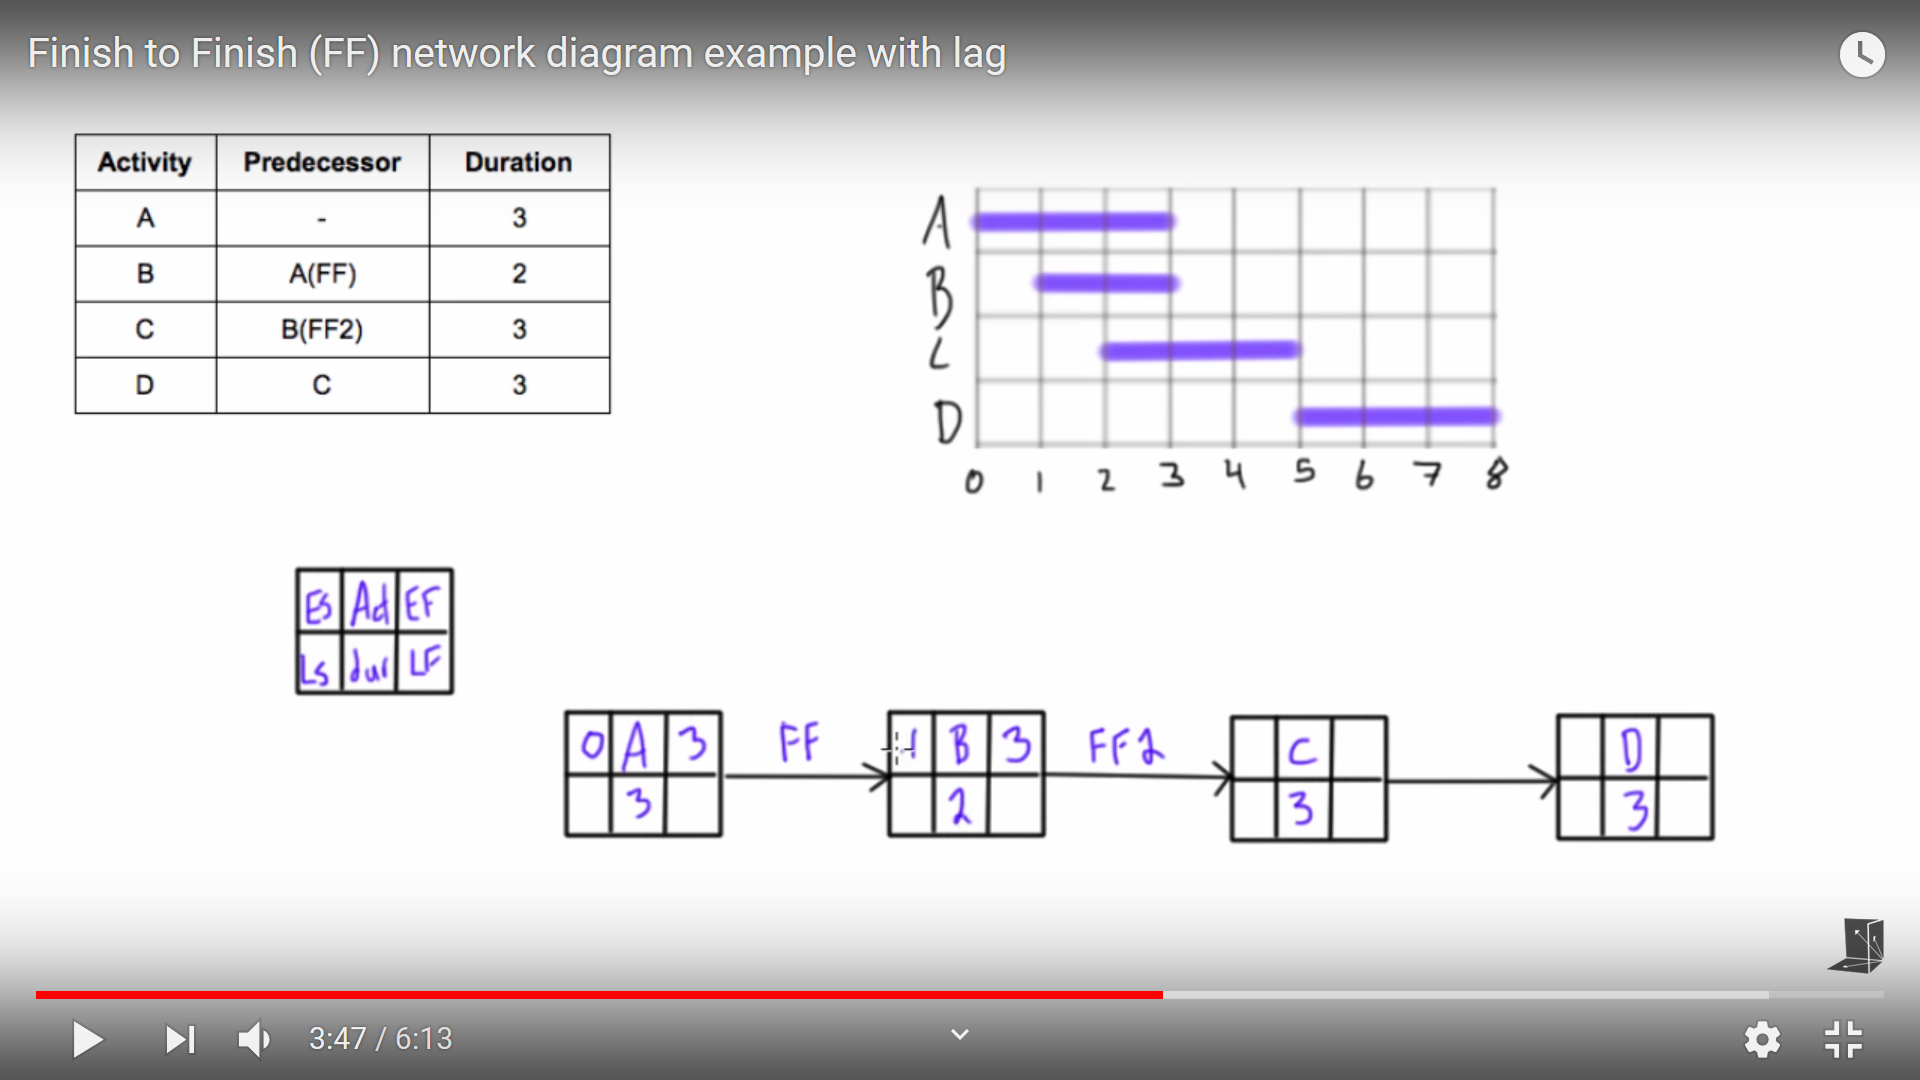 Finish to Finish (FF) network diagram example with lag
Activity Predecessor Duration
A - 3
B A(FF) 2
C B(FF2) 3
D C 3
A
B
C
D
0 1 2 3 4 5 6 7 8
Es Ad EF
Ls dur LF
0 A 3 FF 1 B 3 FF2 C D
3 2 3 3
3:47 / 6:13